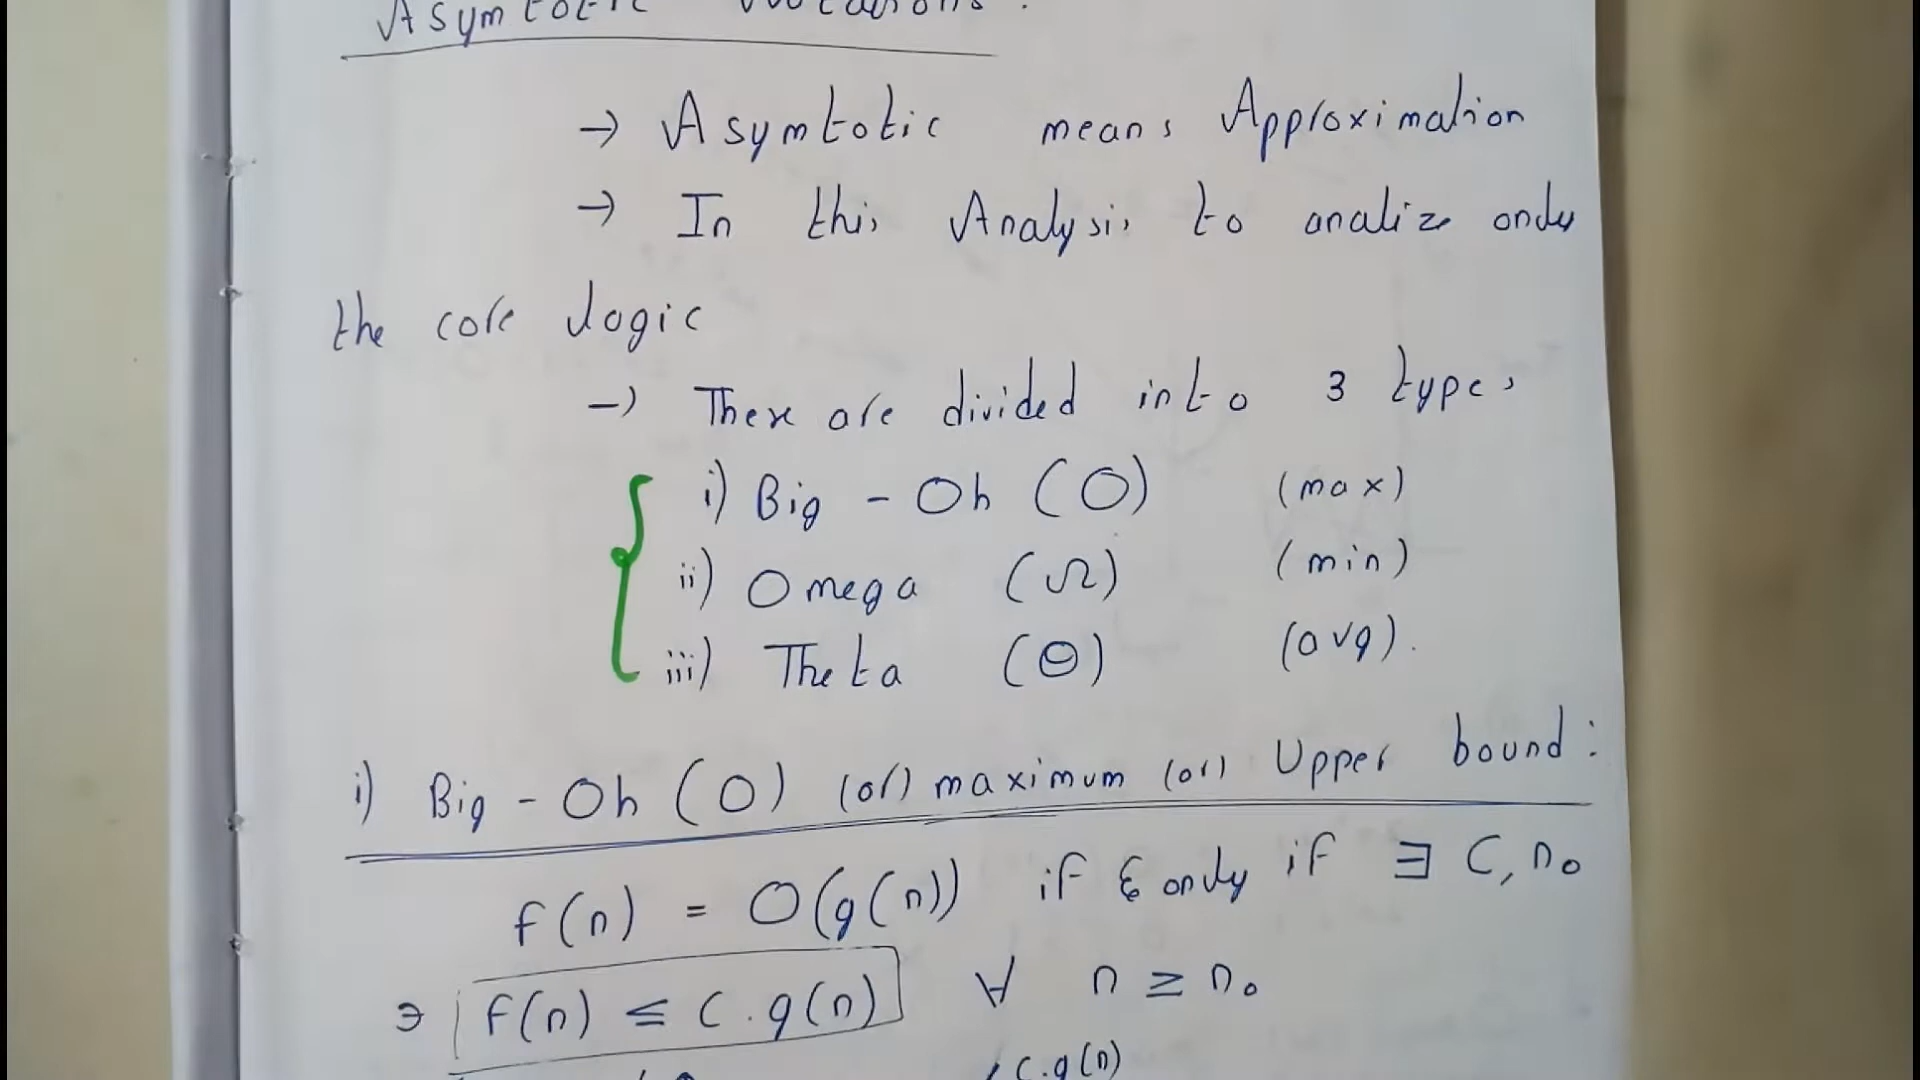 Asymtotic Notations :
→ Asymtotic means Approximation
→ In this Analysis to analize only
the core logic
→ There are divided into 3 types
i) Big - Oh (O) (max)
ii) Omega (Ω) (min)
iii) Theta (Θ) (avg).
i) Big - Oh (O) (or) maximum (or) Upper bound :
f(n) = O(g(n)) if & only if ∃ C, n₀
∋ f(n) ≤ C.g(n) ∀ n ≥ n₀
C.g(n)